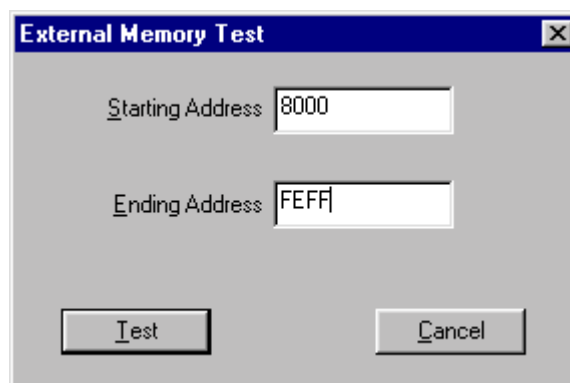 External Memory Test
Starting Address 8000
Ending Address FEFF
Test Cancel